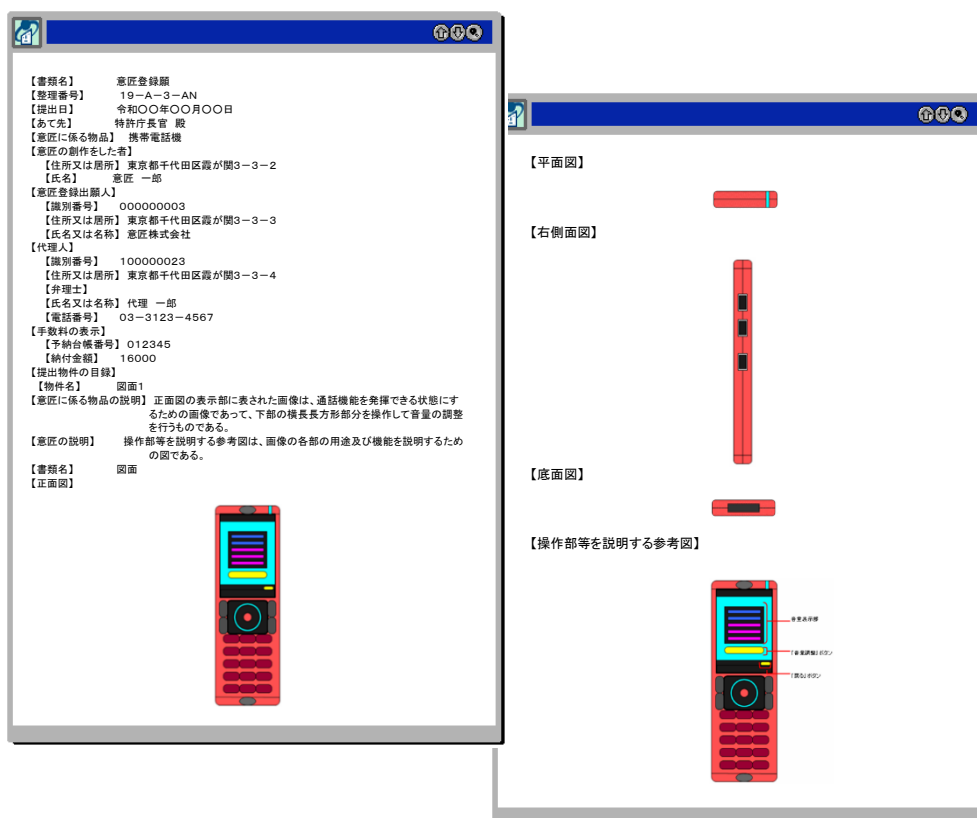 【書類名】 意匠登録願
【整理番号】 19－A－3－AN
【提出日】 令和〇〇年〇〇月〇〇日
【あて先】 特許庁長官 殿
【意匠に係る物品】 携帯電話機
【意匠の創作をした者】
【住所又は居所】 東京都千代田区霞が関3－3－2
【氏名】 意匠 一郎
【意匠登録出願人】
【識別番号】 000000003
【住所又は居所】 東京都千代田区霞が関3－3－3
【氏名又は名称】 意匠株式会社
【代理人】
【識別番号】 100000023
【住所又は居所】 東京都千代田区霞が関3－3－4
【弁理士】
【氏名又は名称】 代理 一郎
【電話番号】 03－3123－4567
【手数料の表示】
【予納台帳番号】 012345
【納付金額】 16000
【提出物件の目録】
【物件名】 図面1
【意匠に係る物品の説明】 正面図の表示部に表された画像は、通話機能を発揮できる状態にす
るための画像であって、下部の横長長方形部分を操作して音量の調整
を行うものである。
【意匠の説明】 操作部等を説明する参考図は、画像の各部の用途及び機能を説明するため
の図である。
【書類名】 図面
【正面図】
【平面図】
【右側面図】
【底面図】
【操作部等を説明する参考図】
音量表示部
「音量調整」ボタン
「戻る」ボタン